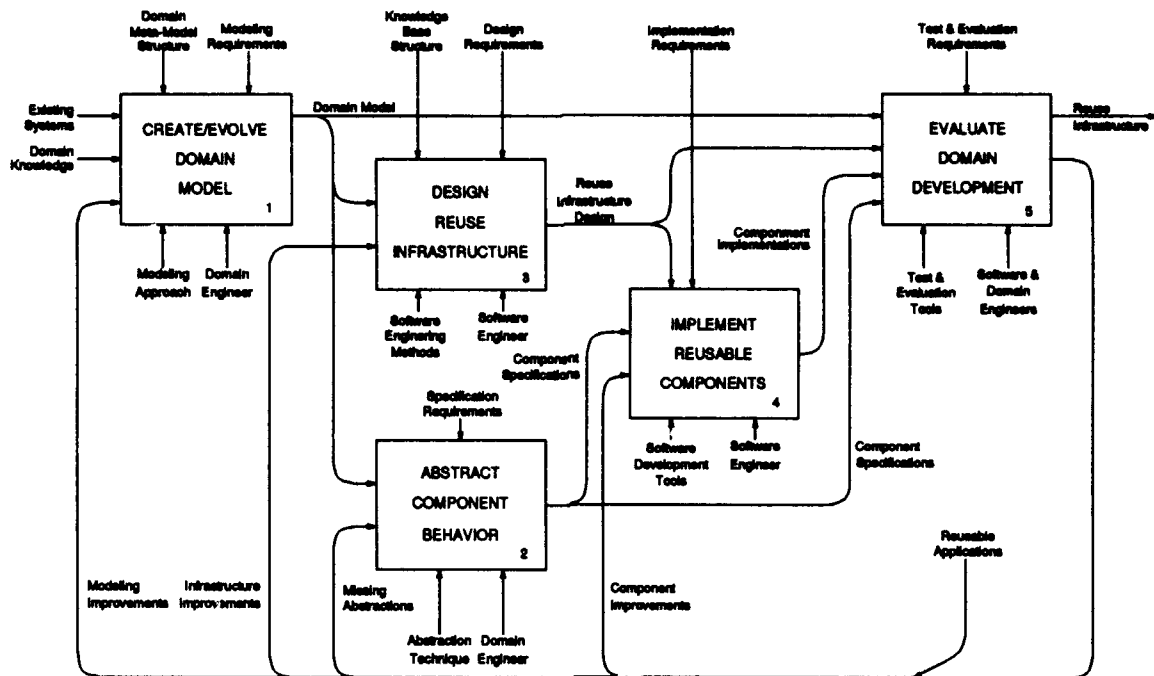 Domain
Meta-Model
Structure
Modeling
Requirements
Knowledge
Base
Structure
Design
Requirements
Implementation
Requirements
Test & Evaluation
Requirements
Existing
Systems
Domain
Knowledge
CREATE/EVOLVE
DOMAIN
MODEL
1
Domain Model
Modeling
Approach
Domain
Engineer
DESIGN
REUSE
INFRASTRUCTURE
3
Reuse
Infrastructure
Design
Software
Enginering
Methods
Software
Engineer
EVALUATE
DOMAIN
DEVELOPMENT
5
Reuse
Infrastructure
Test &
Evaluation
Tools
Software &
Domain
Engineers
Componment
Implementations
IMPLEMENT
REUSABLE
COMPONENTS
4
Component
Specifications
Software
Development
Tools
Software
Engineer
Specification
Requirements
ABSTRACT
COMPONENT
BEHAVIOR
2
Component
Specifications
Reusable
Applications
Modeling
Improvements
Infrastructure
Improvements
Missing
Abstractions
Component
Improvements
Abstraction
Technique
Domain
Engineer